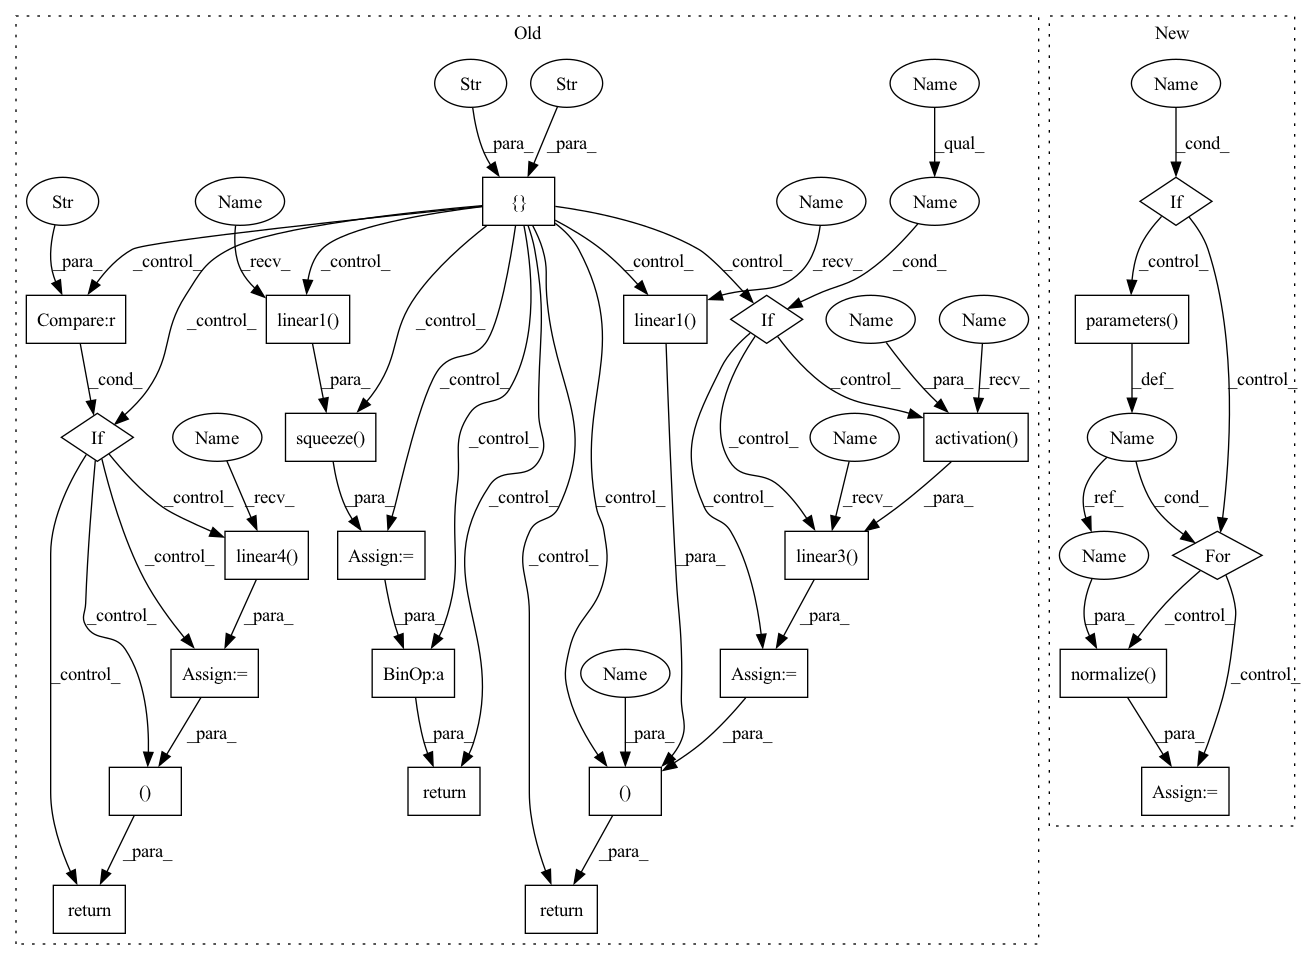 Old
New
Str
Str
Name
Name
_para_
_para_
_qual_
_cond_
Str
Name
{}
Name
Name
If
_para_
_control_
_recv_
_control_
_control_
_control_
_recv_
_cond_
_control_
Compare:r
linear1()
_control_
_control_
linear1()
If
Name
Name
parameters()
_cond_
_para_
_control_
_control_
_control_
_para_
_recv_
_def_
_control_
If
Name
squeeze()
_control_
Name
activation()
Name
_control_
_recv_
_para_
_control_
_control_
_control_
_recv_
_para_
_ref_
_cond_
_control_
linear4()
Assign:=
_para_
linear3()
Name
For
_control_
_para_
_para_
_control_
_para_
_para_
_control_
_control_
Assign:=
BinOp:a
Name
Assign:=
normalize()
_control_
_para_
_para_
_para_
_para_
_para_
()
return
()
Assign:=
_para_
_para_
return
return